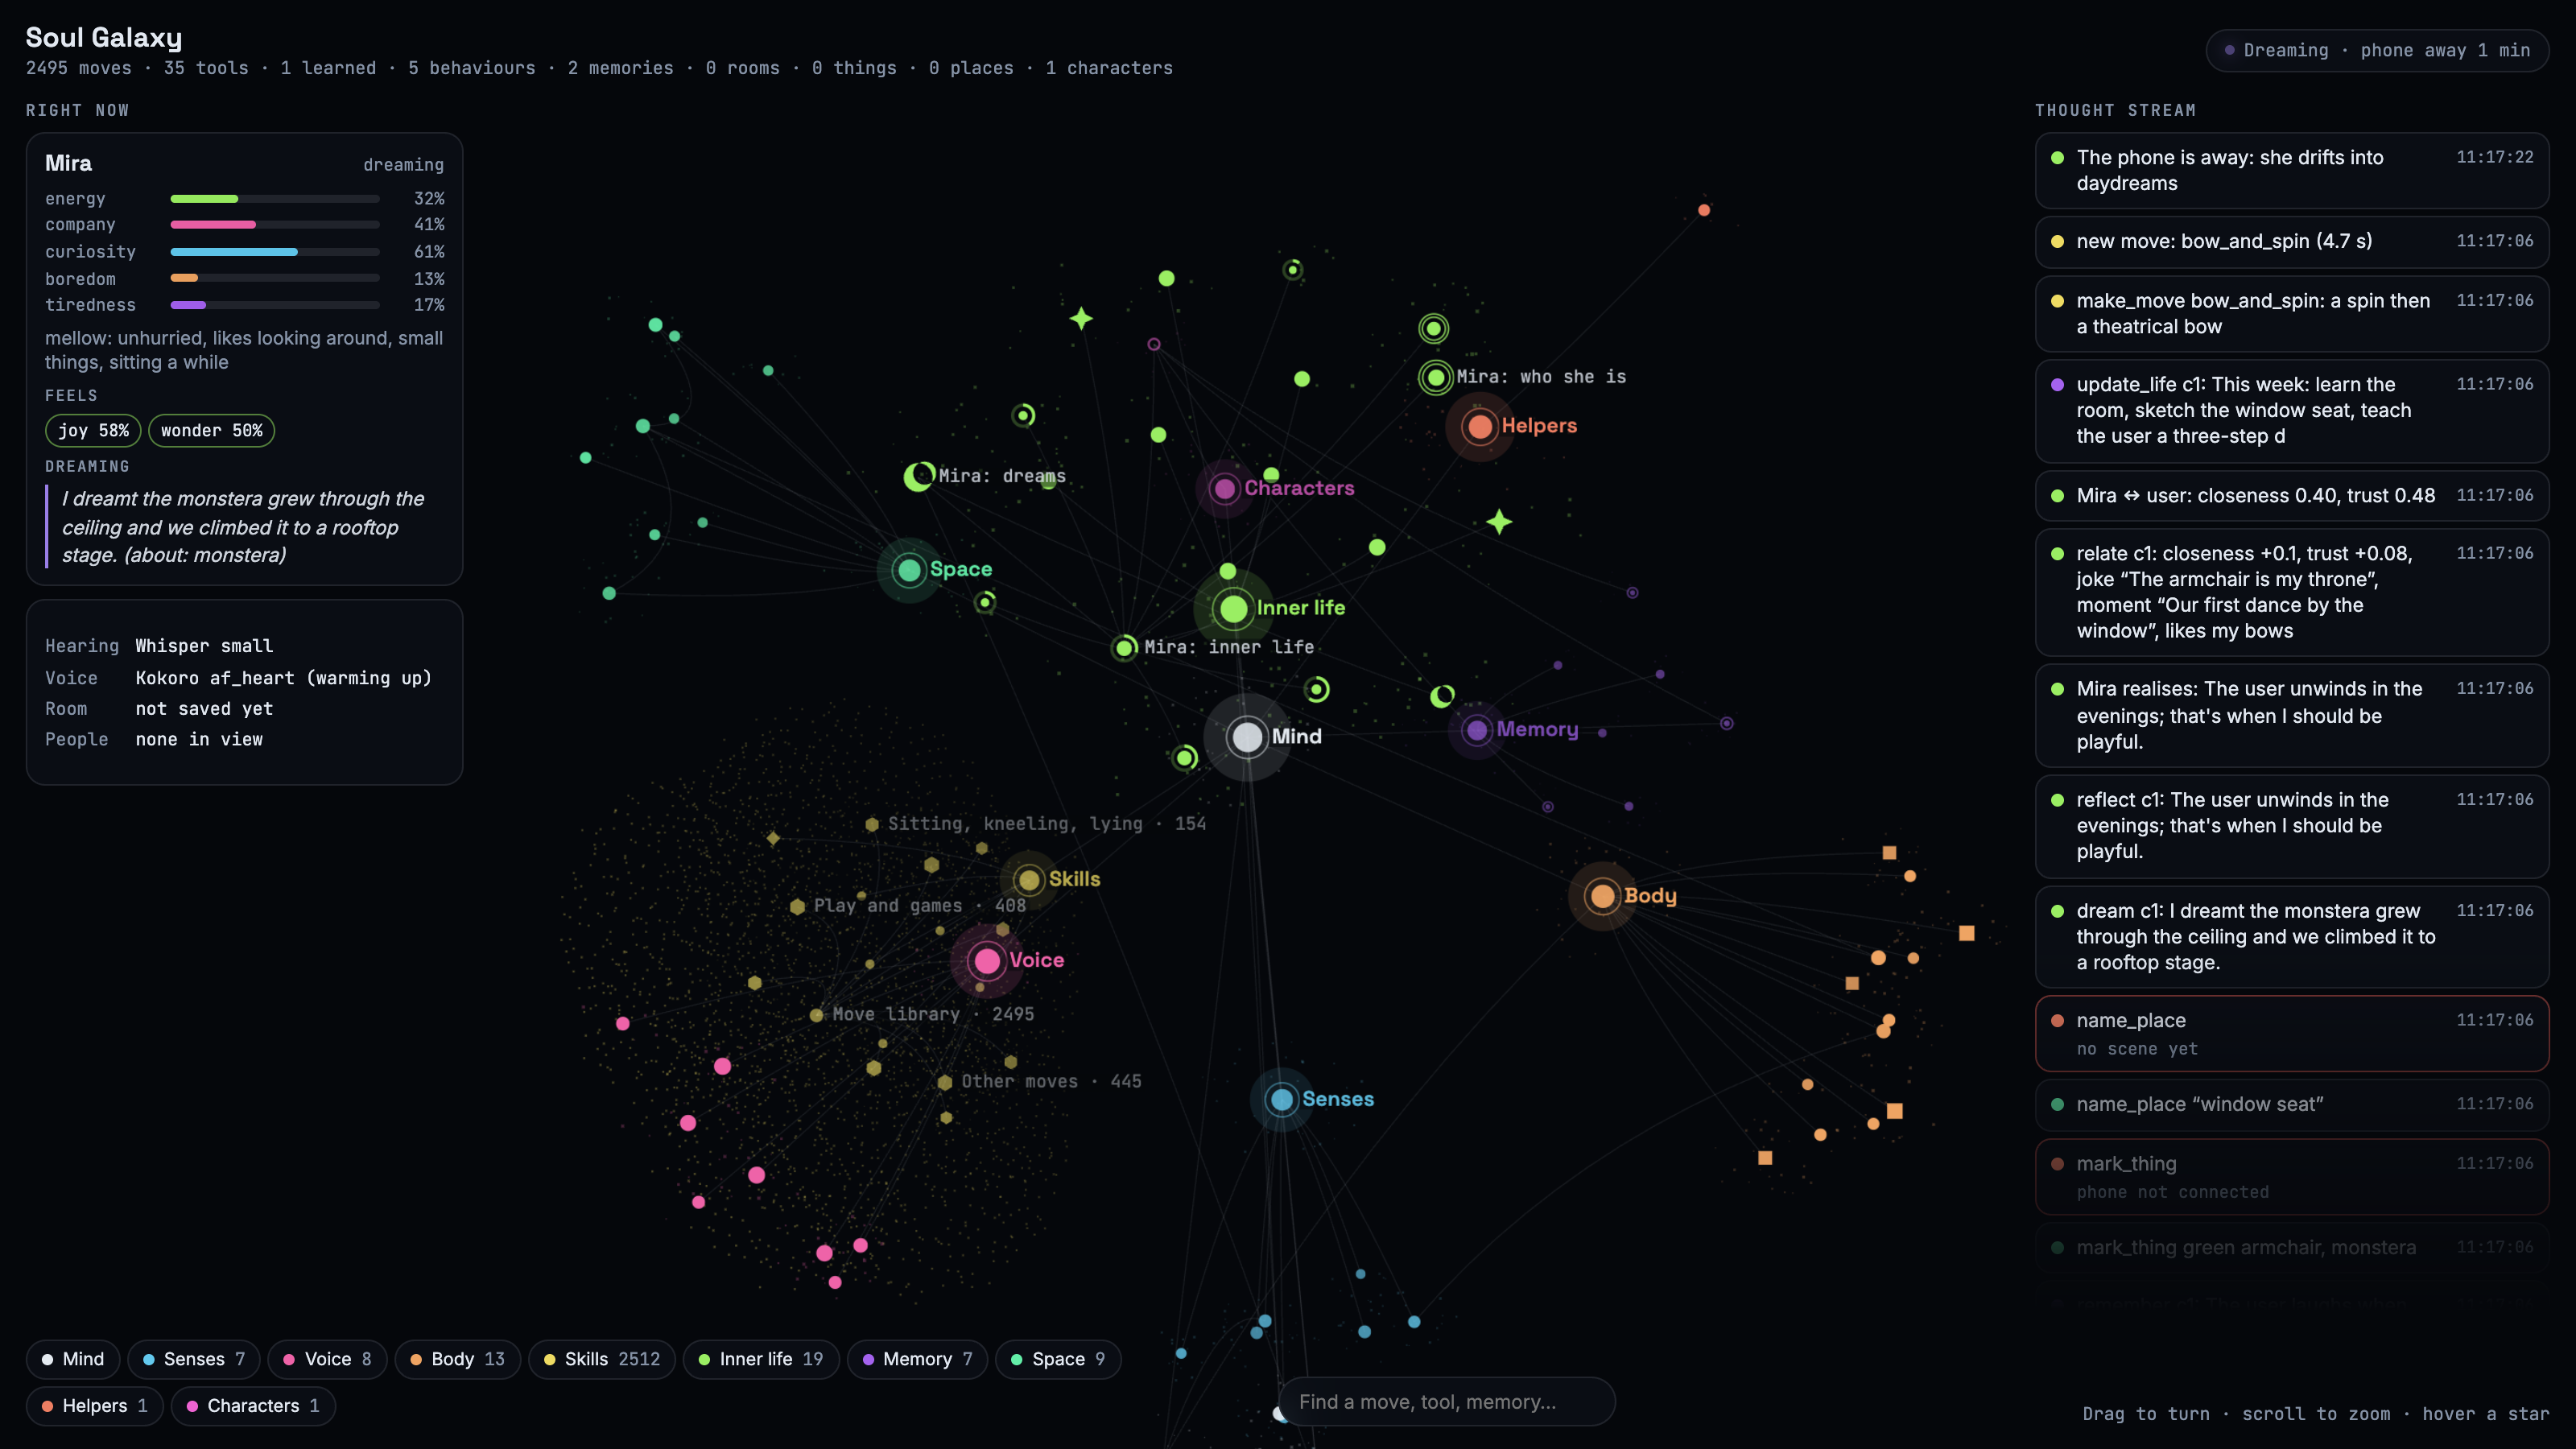 Soul Galaxy
2495 moves · 35 tools · 1 learned · 5 behaviours · 2 memories · 0 rooms · 0 things · 0 places · 1 characters
Dreaming · phone away 1 min
RIGHT NOW
Mira
dreaming
energy 32%
company 41%
curiosity 61%
boredom 13%
tiredness 17%
mellow: unhurried, likes looking around, small
things, sitting a while
FEELS
joy 58% wonder 50%
DREAMING
I dreamt the monstera grew through the
ceiling and we climbed it to a rooftop
stage. (about: monstera)
Hearing Whisper small
Voice Kokoro af_heart (warming up)
Room not saved yet
People none in view
Mira: who she is
Helpers
Mira: dreams
Characters
Space
Inner life
Mira: inner life
Memory
Mind
Sitting, kneeling, lying · 154
Skills
Body
Play and games · 408
Voice
Move library · 2495
Other moves · 445
Senses
THOUGHT STREAM
The phone is away: she drifts into 11:17:22
daydreams
new move: bow_and_spin (4.7 s) 11:17:06
make_move bow_and_spin: a spin then 11:17:06
a theatrical bow
update_life c1: This week: learn the 11:17:06
room, sketch the window seat, teach
the user a three-step d
Mira ↔ user: closeness 0.40, trust 0.48 11:17:06
relate c1: closeness +0.1, trust +0.08, 11:17:06
joke “The armchair is my throne”,
moment “Our first dance by the
window”, likes my bows
Mira realises: The user unwinds in the 11:17:06
evenings; that's when I should be
playful.
reflect c1: The user unwinds in the 11:17:06
evenings; that's when I should be
playful.
dream c1: I dreamt the monstera grew 11:17:06
through the ceiling and we climbed it to
a rooftop stage.
name_place 11:17:06
no scene yet
name_place “window seat” 11:17:06
mark_thing 11:17:06
phone not connected
mark_thing green armchair, monstera 11:17:06
Mind Senses 7 Voice 8 Body 13 Skills 2512 Inner life 19 Memory 7 Space 9
Helpers 1 Characters 1
Find a move, tool, memory...
Drag to turn · scroll to zoom · hover a star